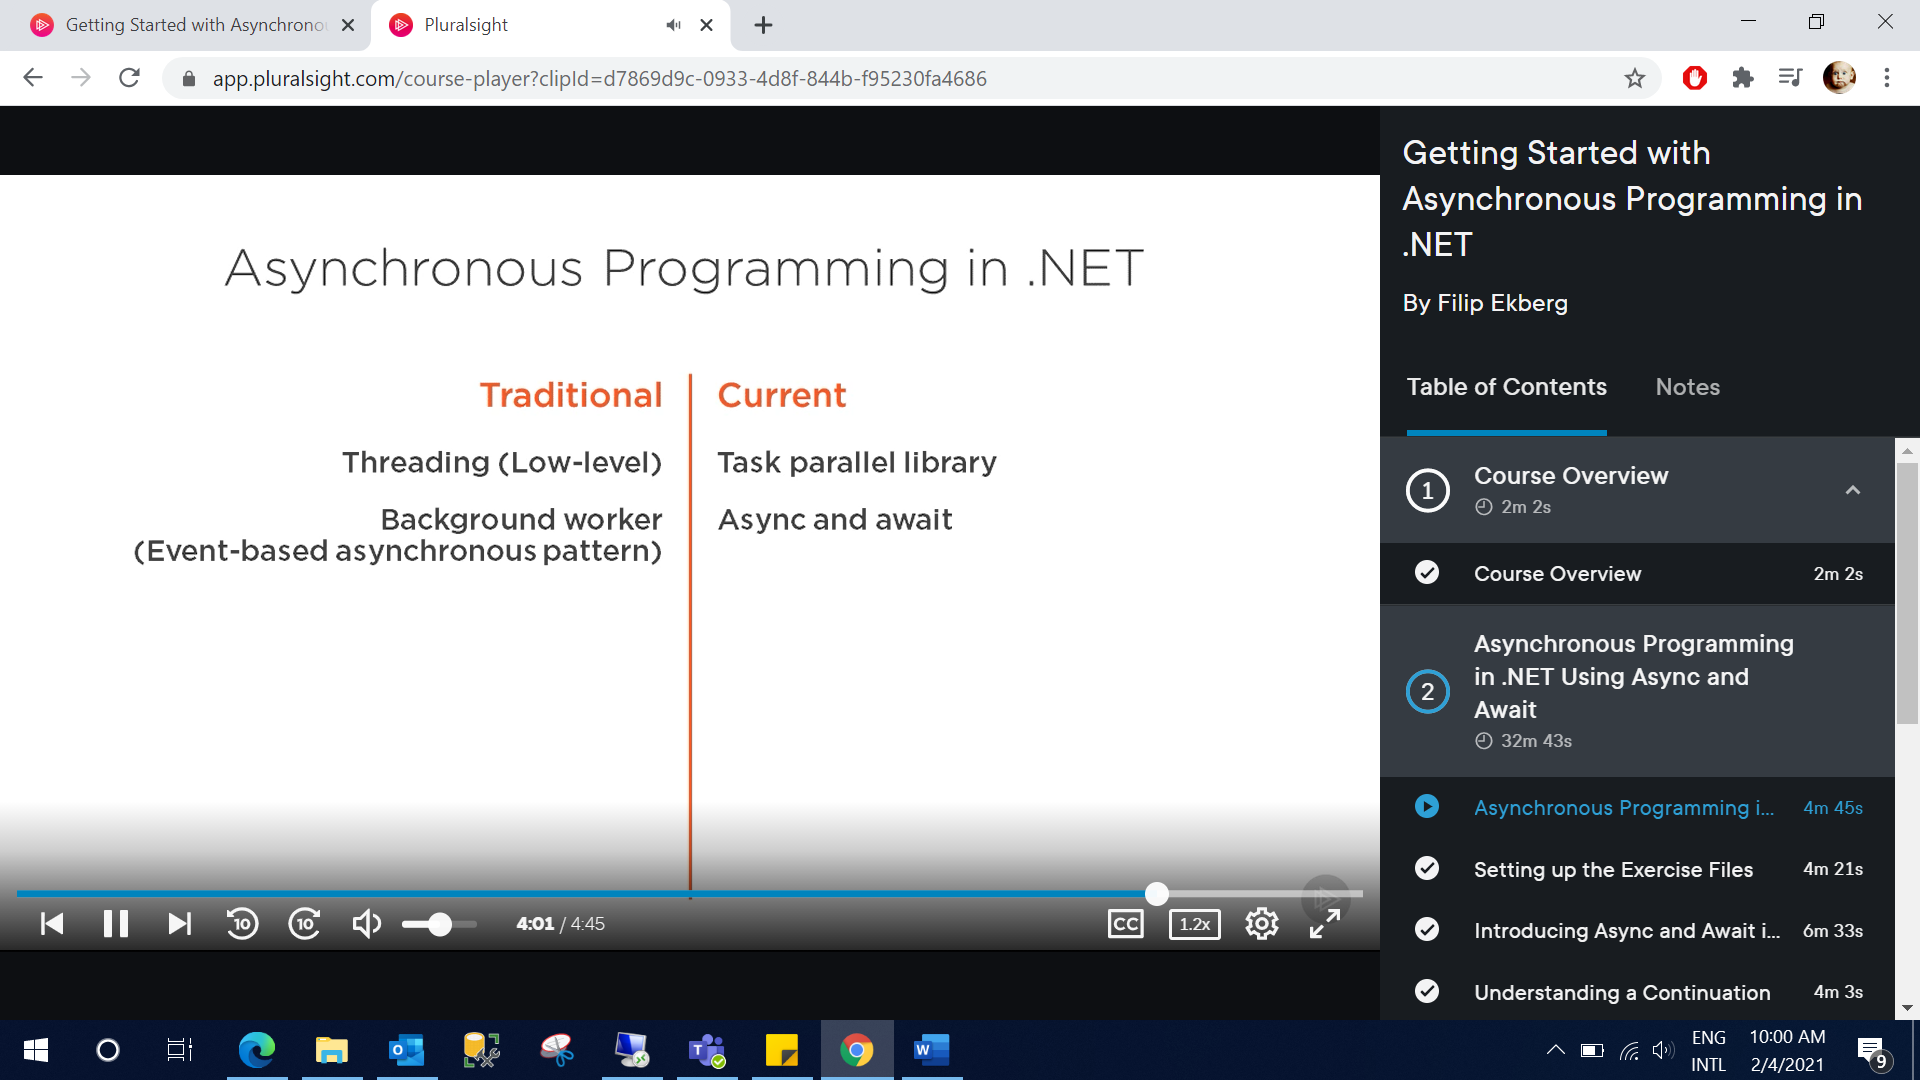 Getting Started with Asynchrono
Pluralsight
app.pluralsight.com/course-player?clipId=d7869d9c-0933-4d8f-844b-f95230fa4686
Asynchronous Programming in .NET
Traditional
Current
Threading (Low-level)
Task parallel library
Background worker
(Event-based asynchronous pattern)
Async and await
10
10
4:01 / 4:45
CC
1.2x
Getting Started with
Asynchronous Programming in
.NET
By Filip Ekberg
Table of Contents
Notes
1
Course Overview
2m 2s
Course Overview
2m 2s
2
Asynchronous Programming
in .NET Using Async and
Await
32m 43s
Asynchronous Programming i...
4m 45s
Setting up the Exercise Files
4m 21s
Introducing Async and Await i...
6m 33s
Understanding a Continuation
4m 3s
ENG
INTL
10:00 AM
2/4/2021
9